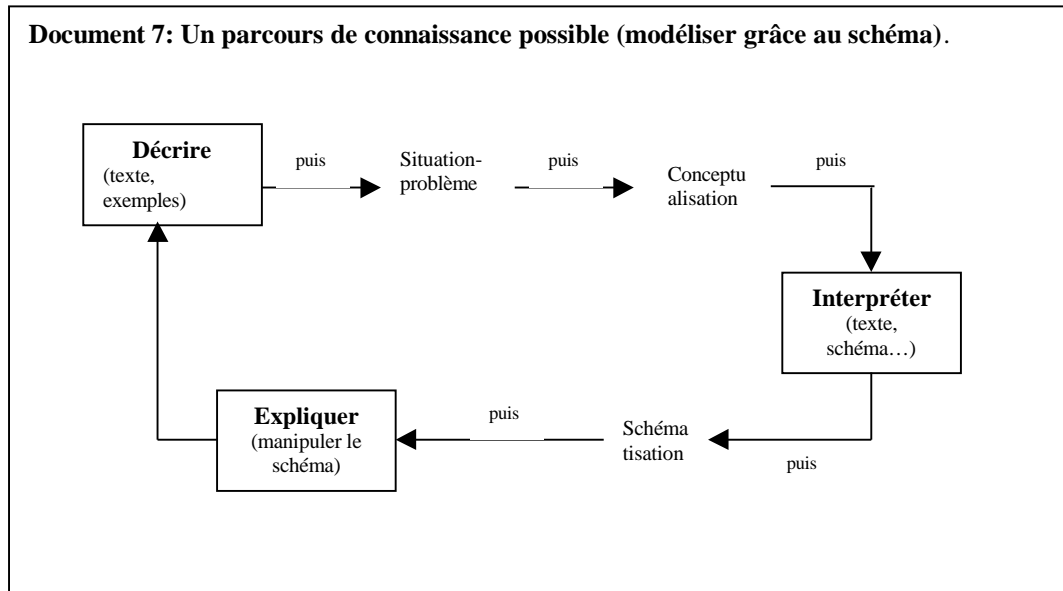 Document 7: Un parcours de connaissance possible (modéliser grâce au schéma).
Décrire
(texte,
exemples)
puis
Situation-
problème
puis
Conceptu
alisation
puis
Interpréter
(texte,
schéma…)
puis
Schéma
tisation
puis
Expliquer
(manipuler le
schéma)